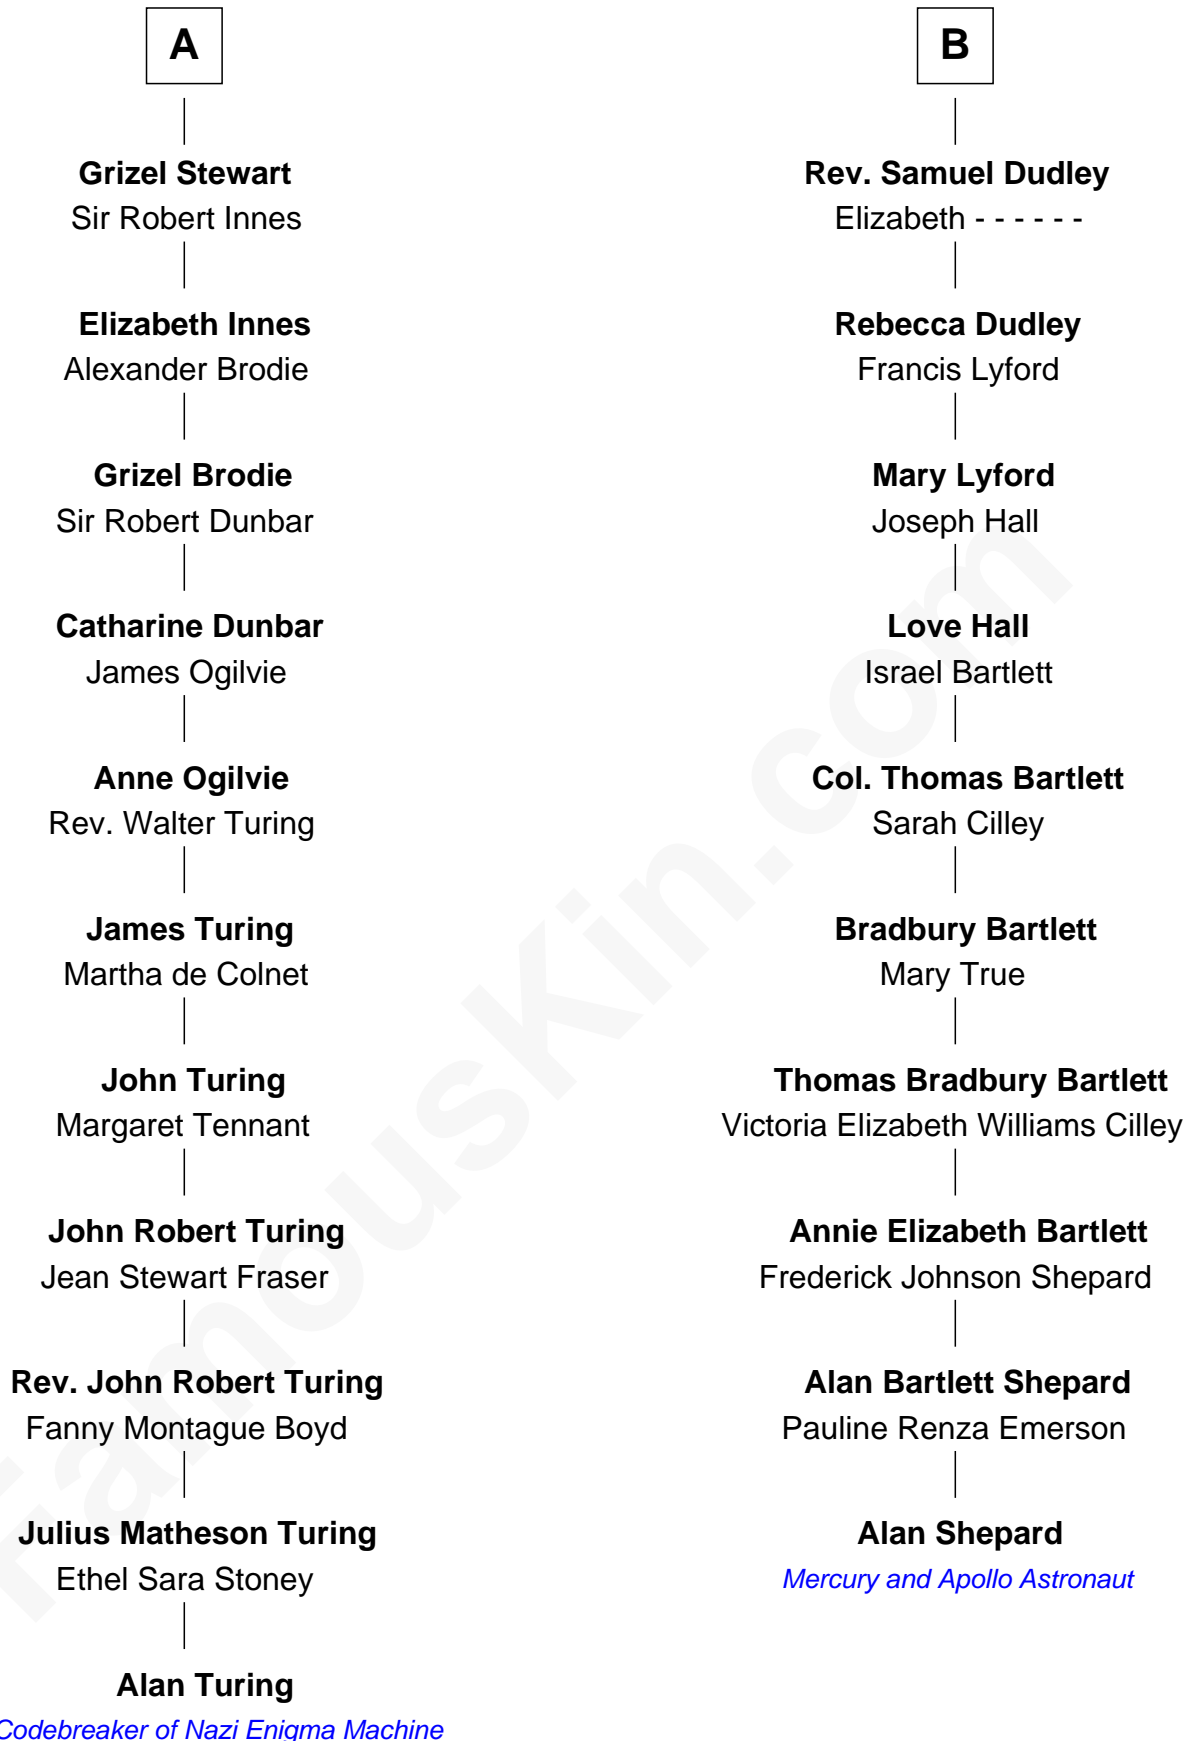 A
Grizel Stewart
Sir Robert Innes
Elizabeth Innes
Alexander Brodie
Grizel Brodie
Sir Robert Dunbar
Catharine Dunbar
James Ogilvie
Anne Ogilvie
Rev. Walter Turing
James Turing
Martha de Colnet
John Turing
Margaret Tennant
John Robert Turing
Jean Stewart Fraser
Rev. John Robert Turing
Fanny Montague Boyd
Julius Matheson Turing
Ethel Sara Stoney
Alan Turing
Codebreaker of Nazi Enigma Machine
B
Rev. Samuel Dudley
Elizabeth - - - - - -
Rebecca Dudley
Francis Lyford
Mary Lyford
Joseph Hall
Love Hall
Israel Bartlett
Col. Thomas Bartlett
Sarah Cilley
Bradbury Bartlett
Mary True
Thomas Bradbury Bartlett
Victoria Elizabeth Williams Cilley
Annie Elizabeth Bartlett
Frederick Johnson Shepard
Alan Bartlett Shepard
Pauline Renza Emerson
Alan Shepard
Mercury and Apollo Astronaut
FamousKin.com